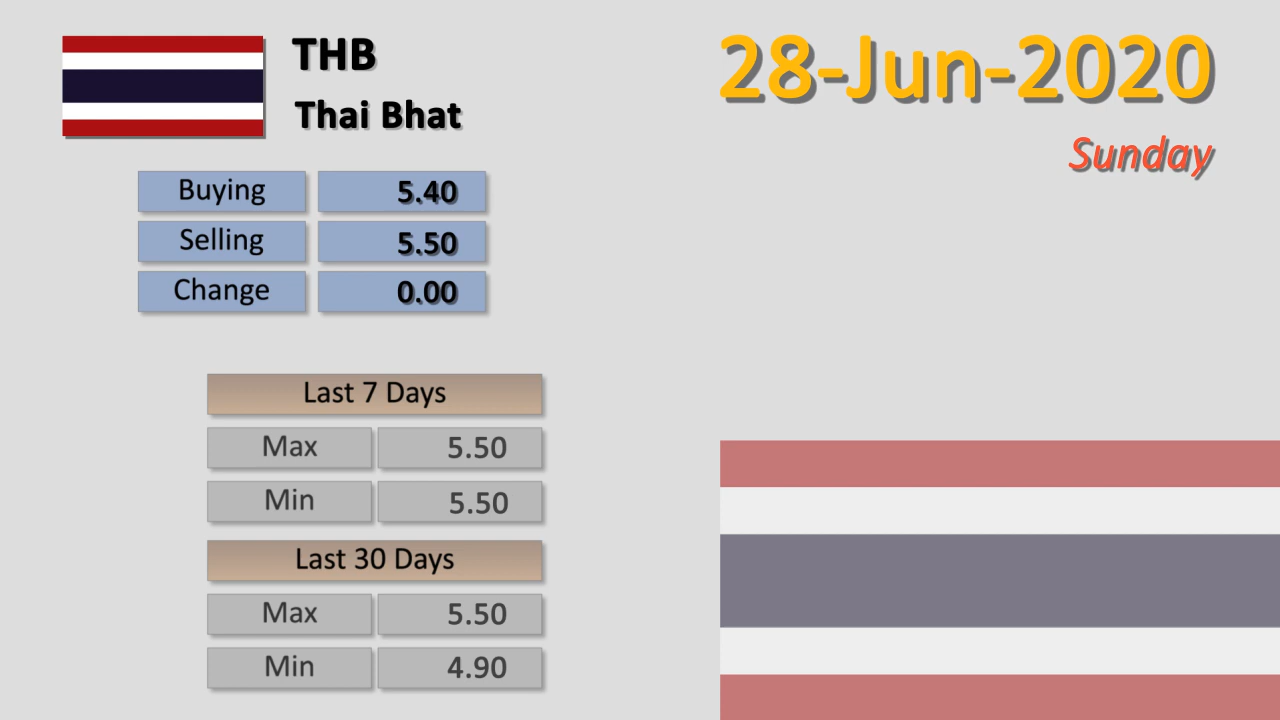 THB
Thai Bhat
28-Jun-2020
Sunday
Buying 5.40
Selling 5.50
Change 0.00
Last 7 Days
Max 5.50
Min 5.50
Last 30 Days
Max 5.50
Min 4.90